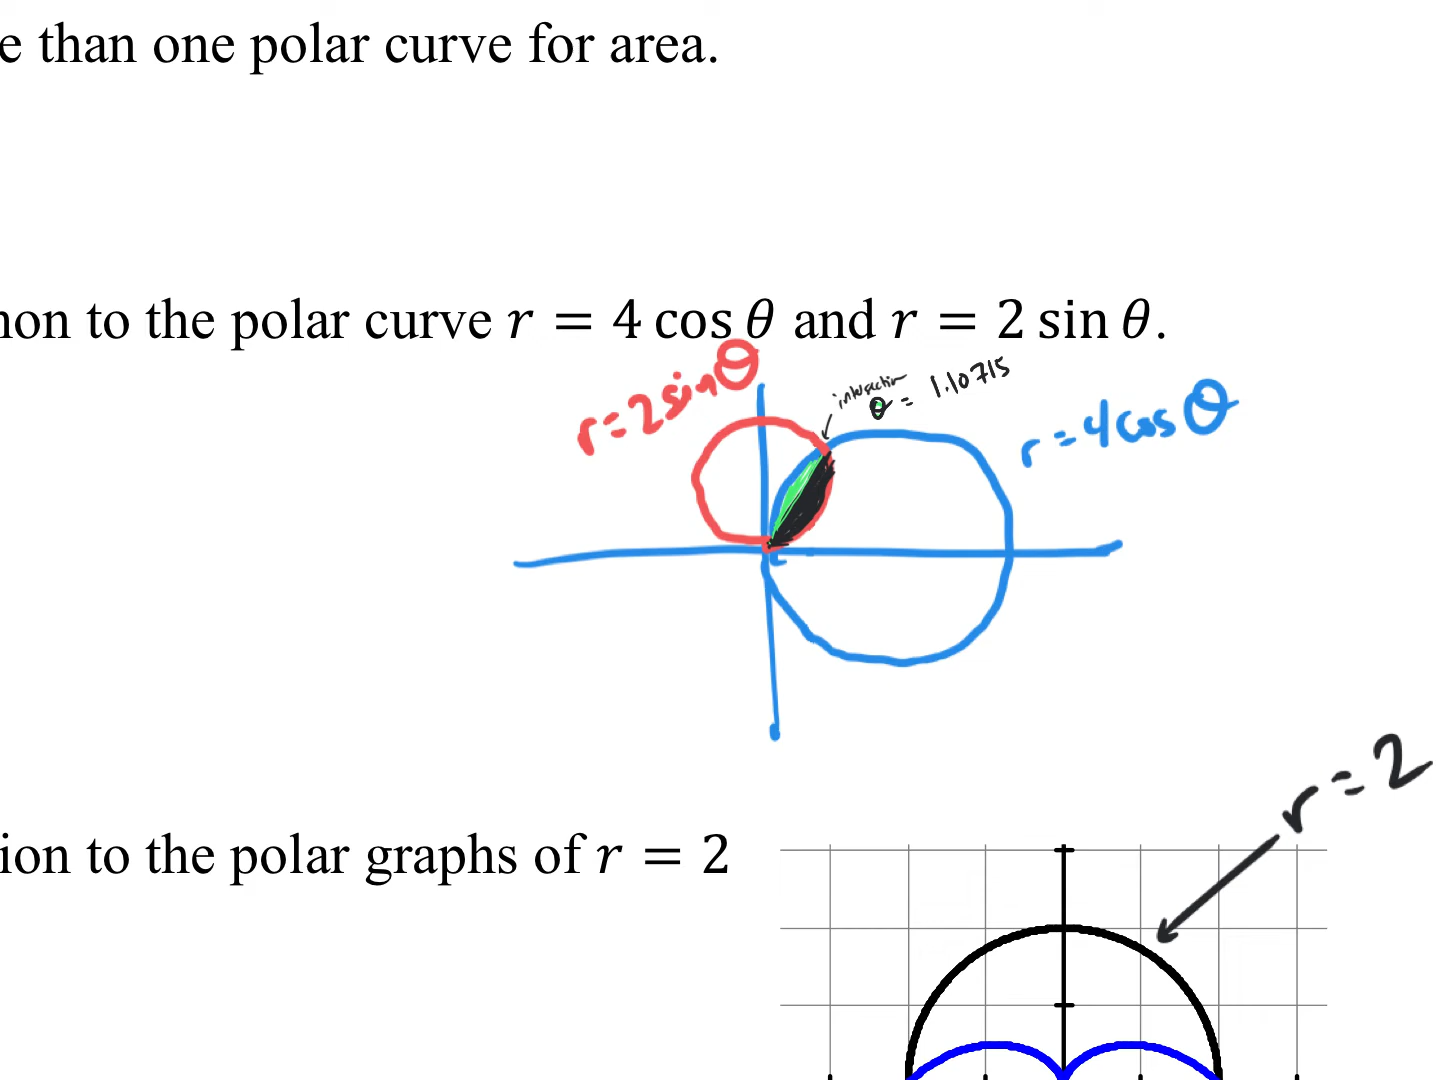 e than one polar curve for area.
non to the polar curve r = 4 cos θ and r = 2 sin θ.
r=2sinθ
intersection
θ = 1.10715
r=4cosθ
r=2
ion to the polar graphs of r = 2